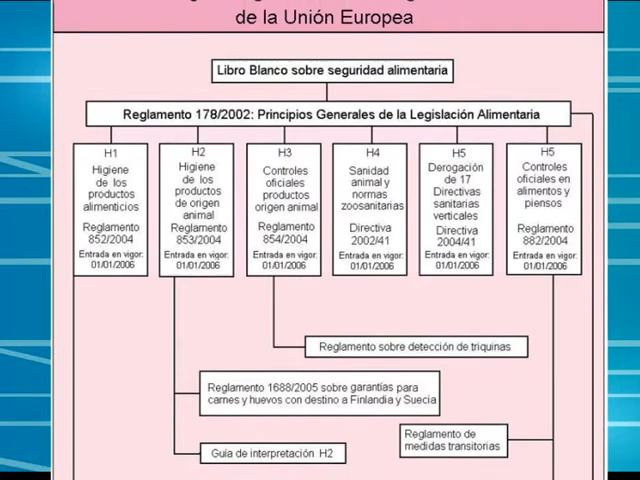 de la Unión Europea
Libro Blanco sobre seguridad alimentaria
Reglamento 178/2002: Principios Generales de la Legislación Alimentaria
H1
Higiene
de los
productos
alimenticios
Reglamento
852/2004
Entrada en vigor:
01/01/2006
H2
Higiene
de los
productos
de origen
animal
Reglamento
853/2004
Entrada en vigor:
01/01/2006
H3
Controles
oficiales
productos
origen animal
Reglamento
854/2004
Entrada en vigor:
01/01/2006
H4
Sanidad
animal y
normas
zoosanitarias
Directiva
2002/41
Entrada en vigor:
01/01/2006
H5
Derogación
de 17
Directivas
sanitarias
verticales
Directiva
2004/41
Entrada en vigor:
01/01/2006
H5
Controles
oficiales en
alimentos y
piensos
Reglamento
882/2004
Entrada en vigor:
01/01/2006
Reglamento sobre detección de triquinas
Reglamento 1688/2005 sobre garantías para
carnes y huevos con destino a Finlandia y Suecia
Reglamento de
medidas transitorias
Guía de interpretación H2